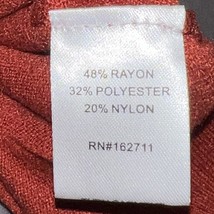 48% RAYON
32% POLYESTER
20% NYLON
RN#162711